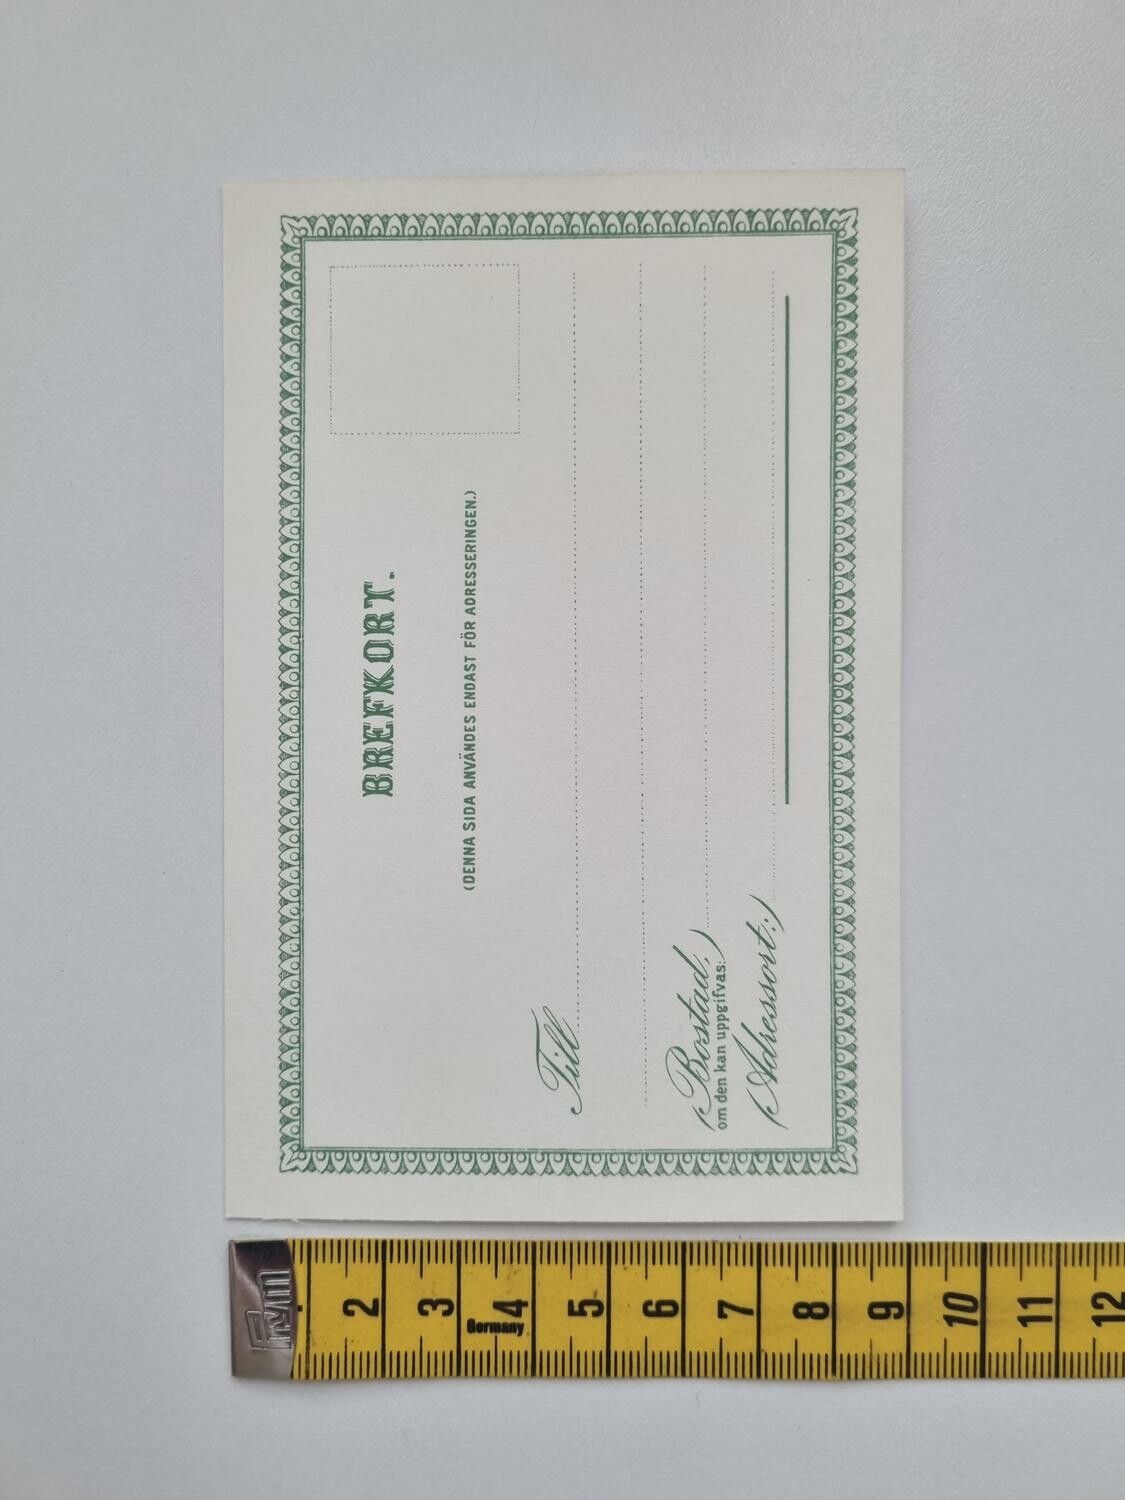 BREFKORT.
(DENNA SIDA ANVÄNDES ENDAST FÖR ADRESSERINGEN.)
Till
(Bostad:)
om den kan uppgifvas:
(Adressort:)
Prym
2 3 4 5 6 7 8 9 10 11 12
Germany